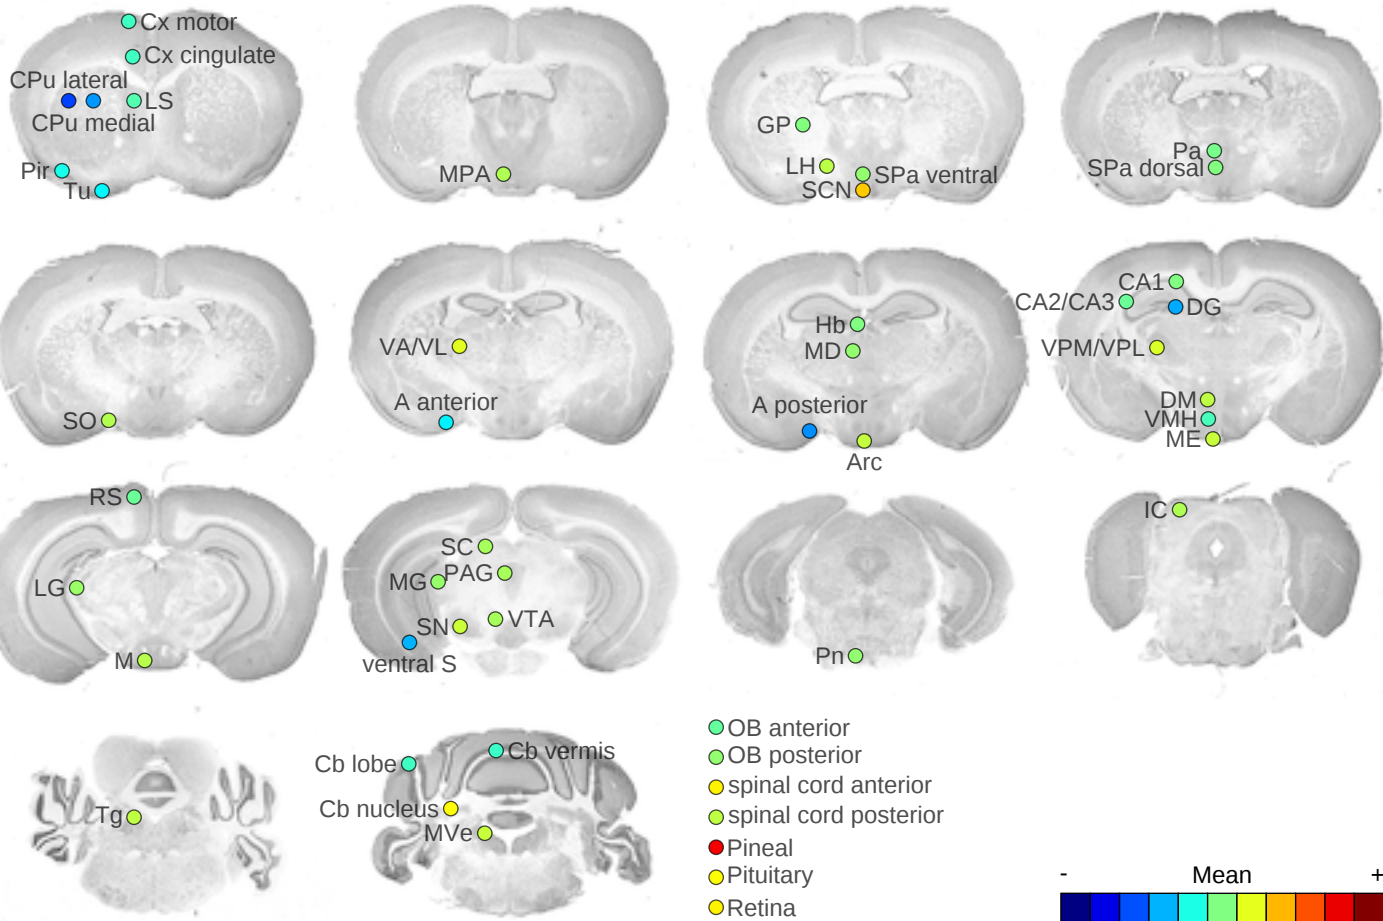 Cx motor
Cx cingulate
CPu lateral
LS
CPu medial
Pir
Tu
MPA
GP
LH
SPa ventral
SCN
Pa
SPa dorsal
SO
VA/VL
A anterior
Hb
MD
A posterior
Arc
CA1
CA2/CA3
DG
VPM/VPL
DM
VMH
ME
RS
LG
M
SC
MG
PAG
SN
VTA
ventral S
Pn
IC
Tg
Cb lobe
Cb vermis
Cb nucleus
MVe
OB anterior
OB posterior
spinal cord anterior
spinal cord posterior
Pineal
Pituitary
Retina
- Mean +